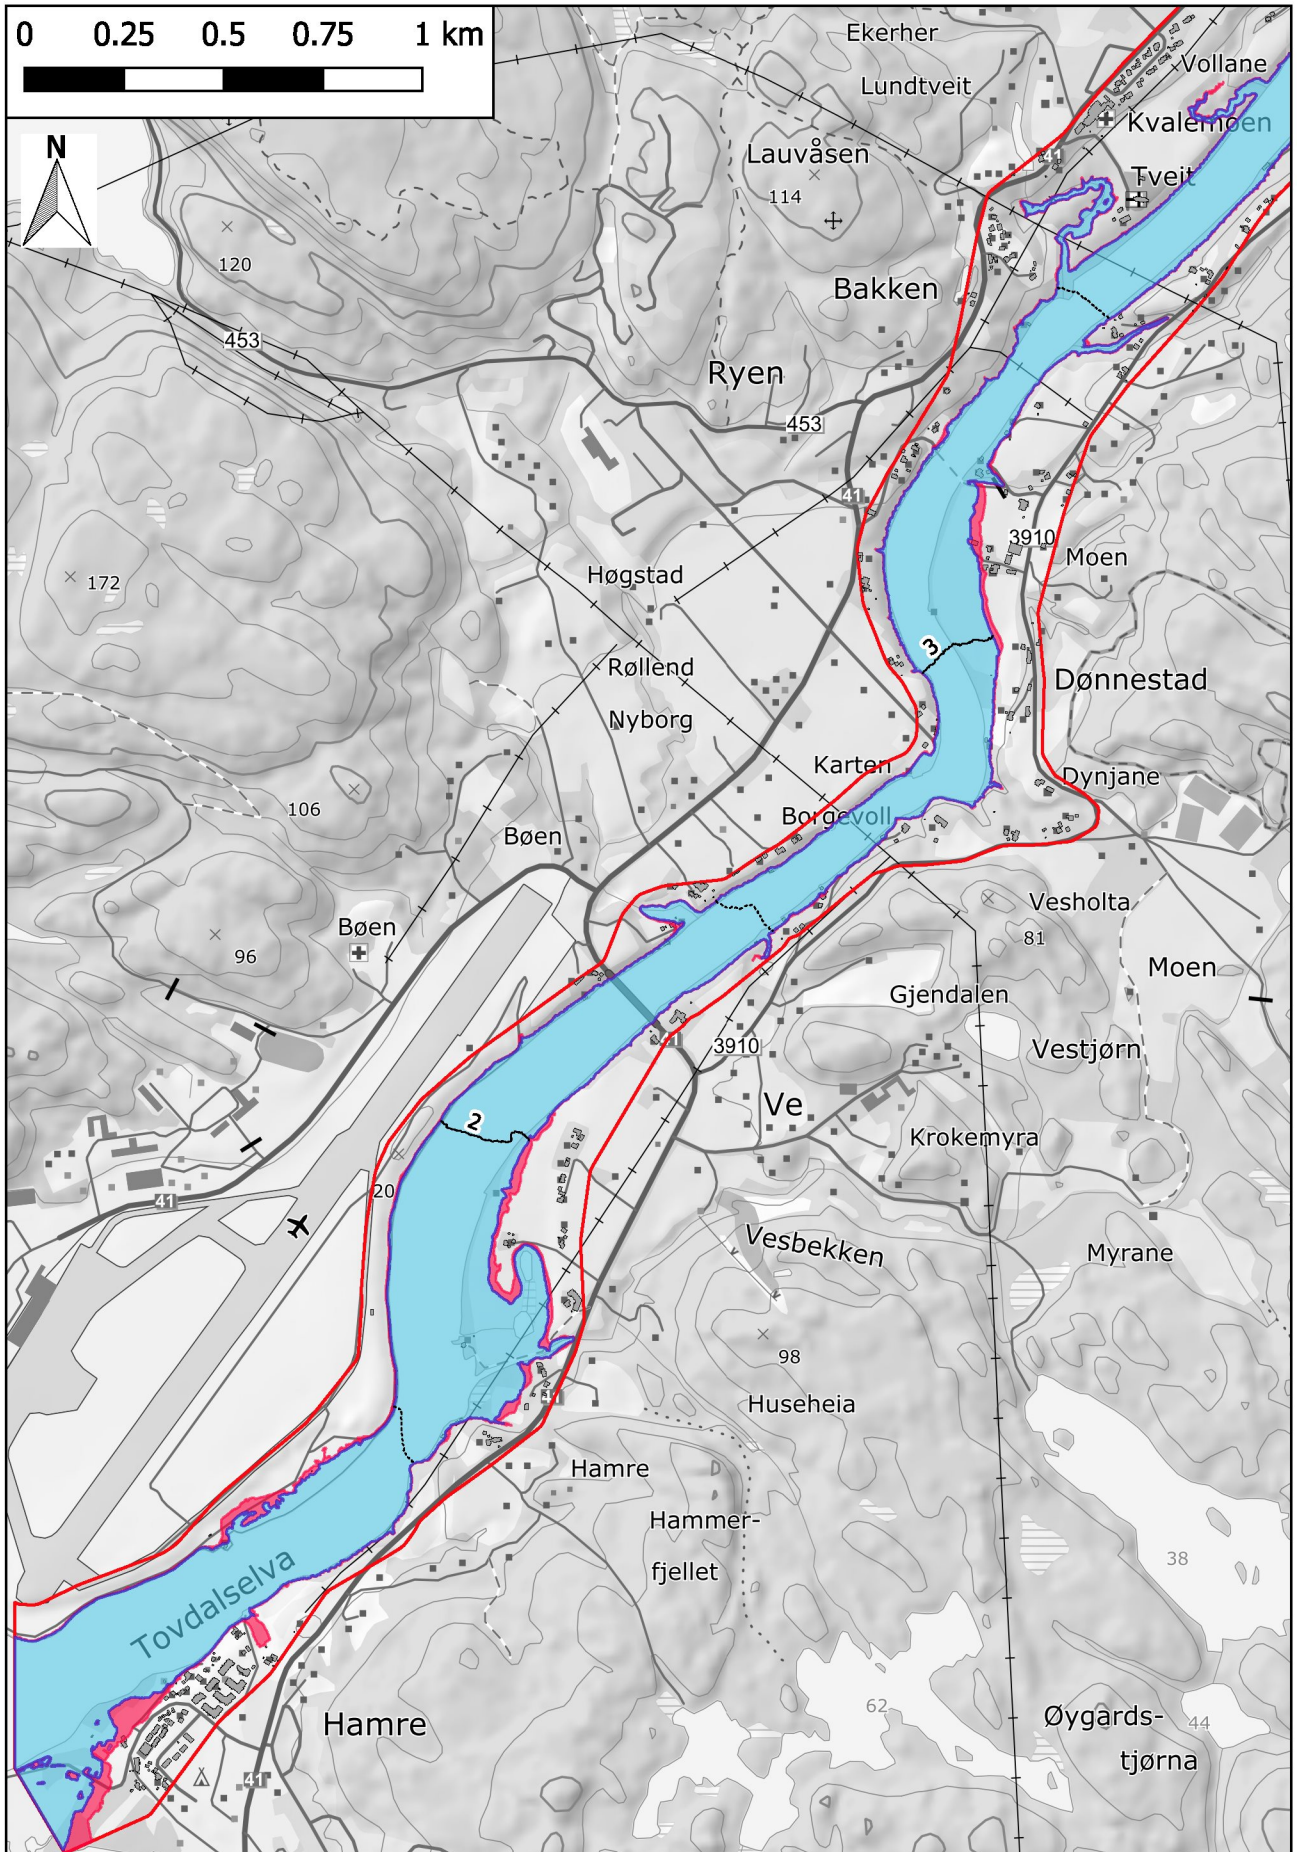 0 0.25 0.5 0.75 1 km
N
Ekerher
Vollane
Lundtveit
Kvalemoen
Lauvåsen
41
Tveit
114
120
Bakken
453
Ryen
453
41
3910
Moen
172
Høgstad
3
Røllend
Dønnestad
Nyborg
Karten
Dynjane
106
Borgevoll
Bøen
Vesholta
Bøen
81
96
Moen
Gjendalen
3910
Vestjørn
Ve
2
Krokemyra
20
41
Vesbekken
Myrane
98
Huseheia
Hamre
Hammer-
fjellet
38
Tovdalselva
62
Øygards-
44
Hamre
tjørna
41